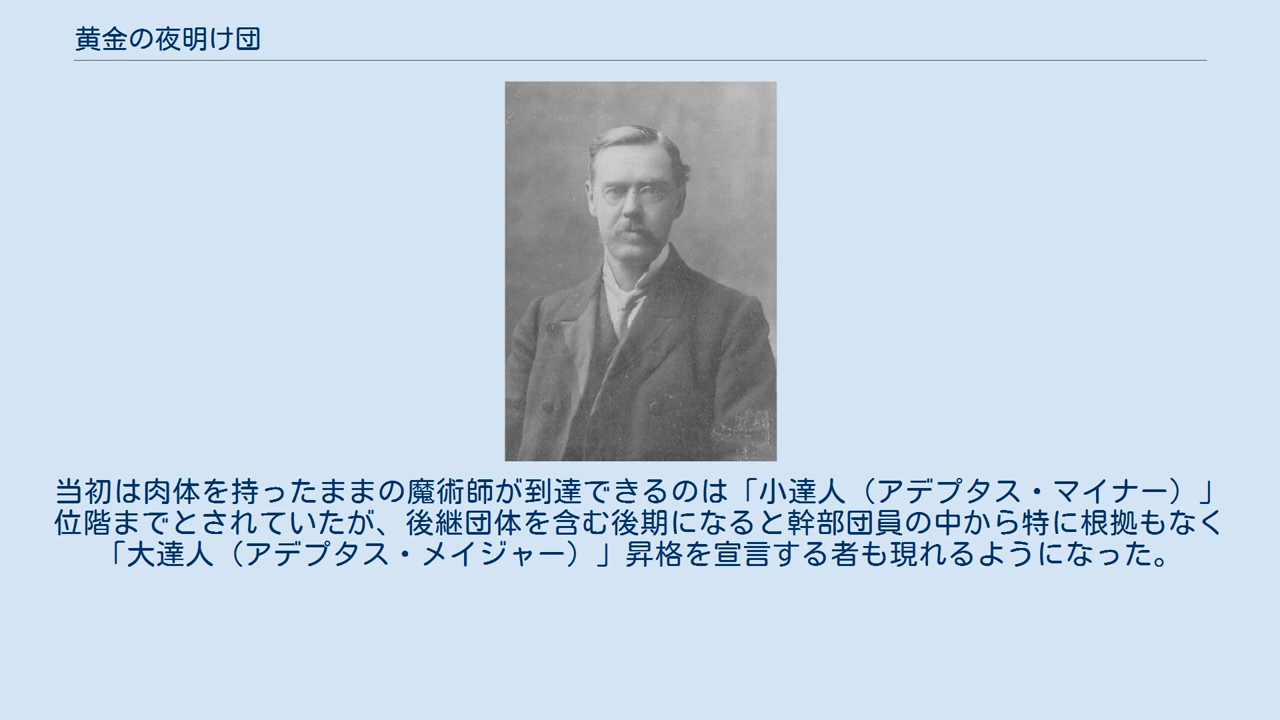 黄金の夜明け団
当初は肉体を持ったままの魔術師が到達できるのは「小達人（アデプタス・マイナー）」
位階までとされていたが、後継団体を含む後期になると幹部団員の中から特に根拠もなく
「大達人（アデプタス・メイジャー）」昇格を宣言する者も現れるようになった。